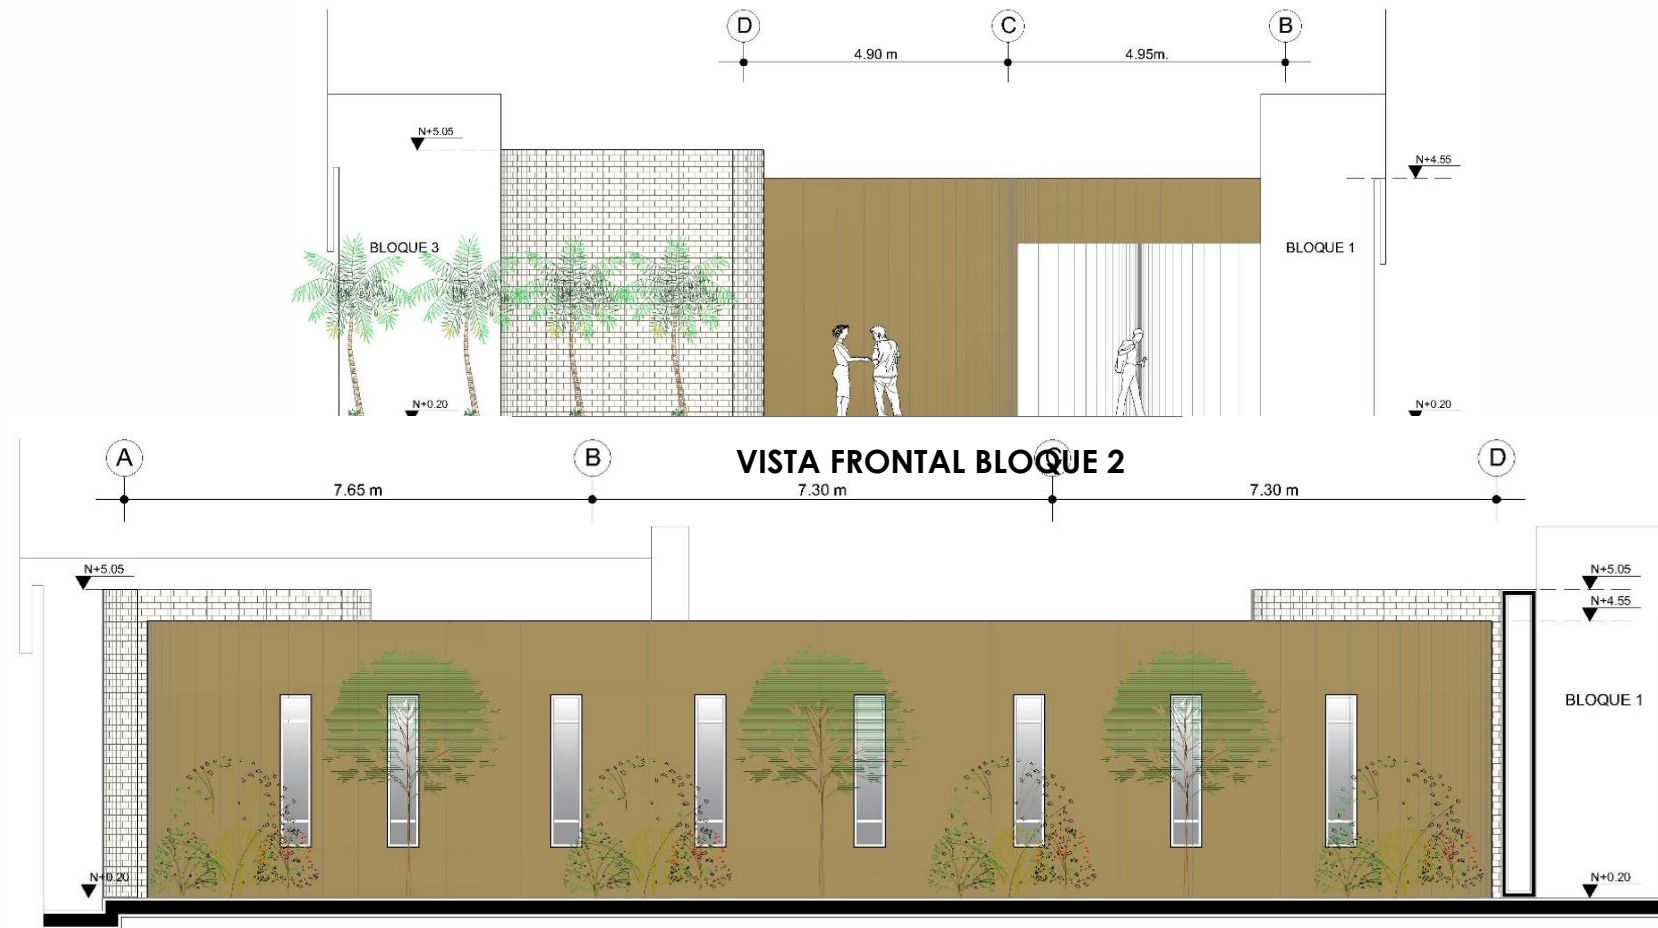 D C B
4.90 m 4.95m.
N+5.05
N+4.55
BLOQUE 3 BLOQUE 1
N+0.20 N+0.20
VISTA FRONTAL BLOQUE 2
A B C D
7.65 m 7.30 m 7.30 m
N+5.05 N+5.05
N+4.55
BLOQUE 1
N+0.20 N+0.20